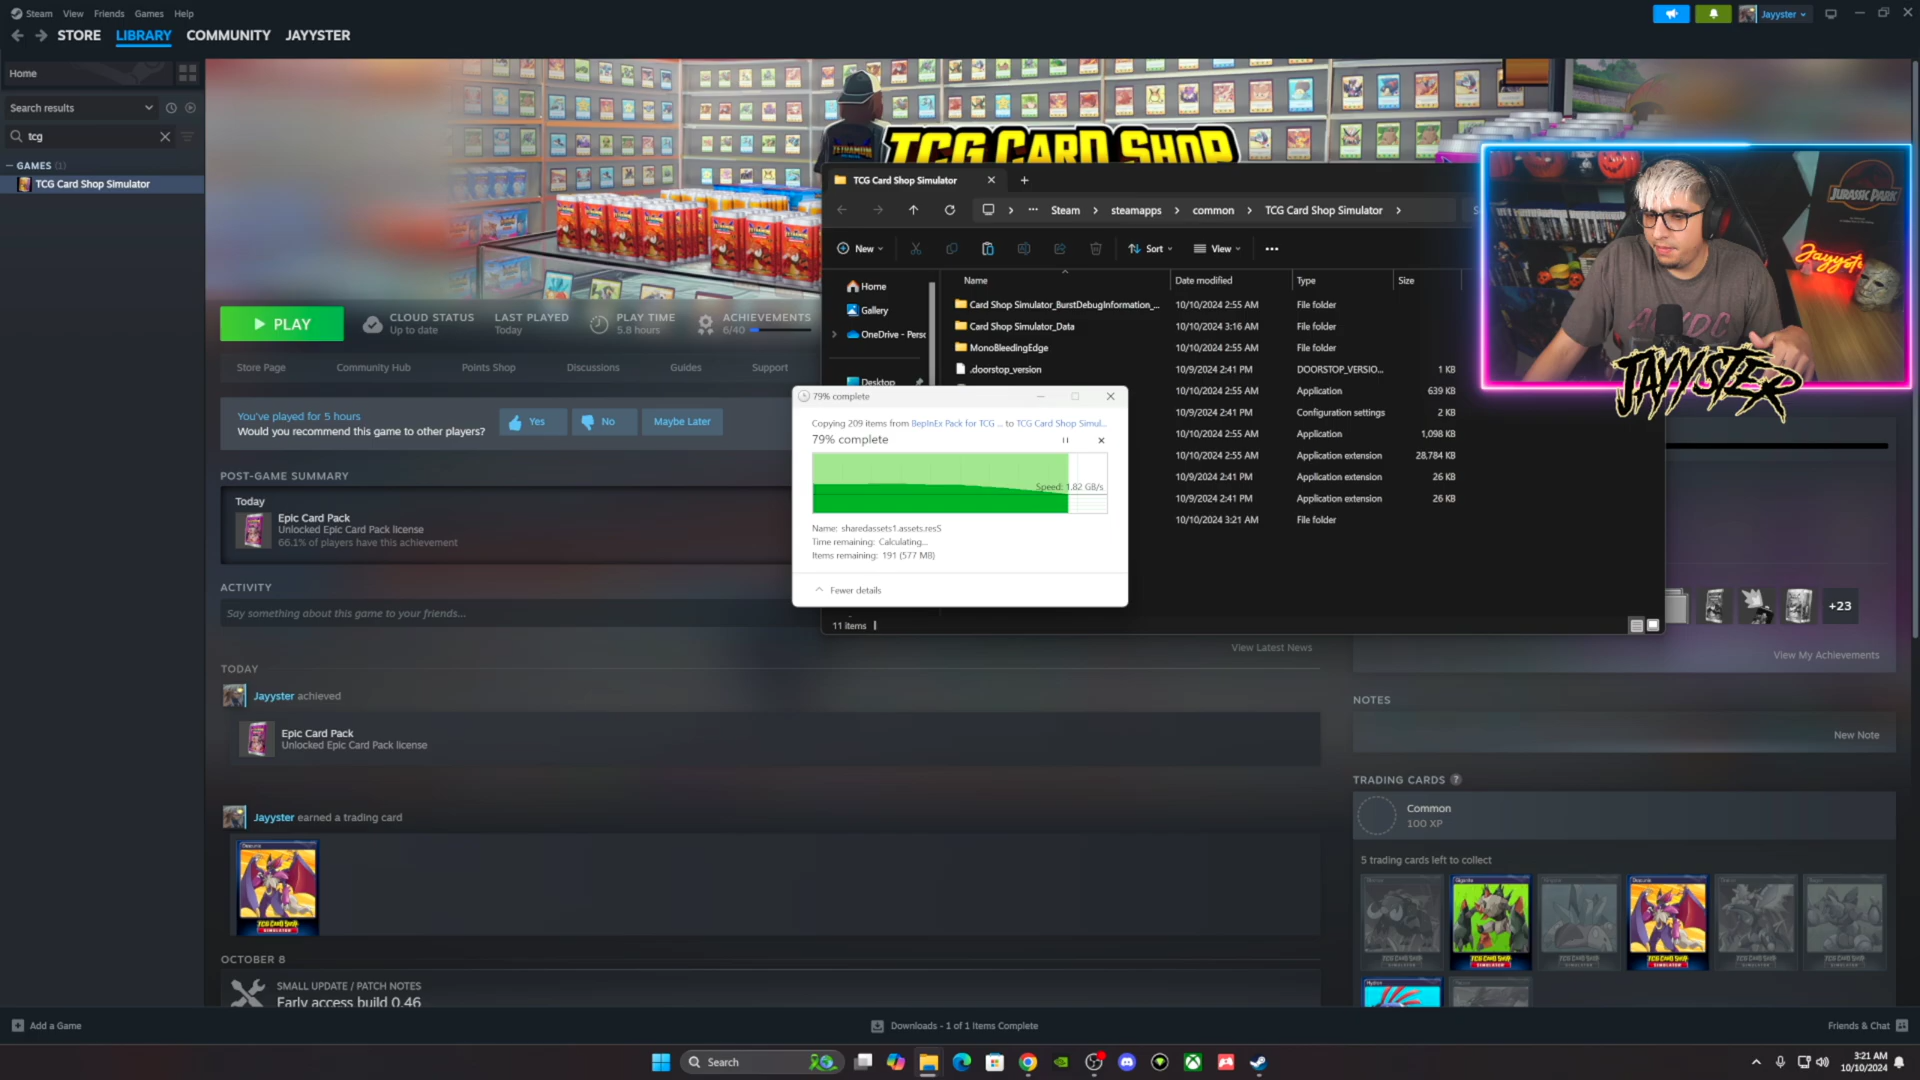 Steam View Friends Games Help
Jayyster
STORE LIBRARY COMMUNITY JAYYSTER
Home
Search results
tcg
GAMES (1)
TCG Card Shop Simulator
TETRAMON
TCG CARD SHOP
JURASSIC PARK
Jayyster
AC/DC
JAYYSTER
TCG Card Shop Simulator
Steam > steamapps > common > TCG Card Shop Simulator >
New Sort View
Name Date modified Type Size
Home
Gallery
OneDrive - Perso
Desktop
Card Shop Simulator_BurstDebugInformation_... 10/10/2024 2:55 AM File folder
Card Shop Simulator_Data 10/10/2024 3:16 AM File folder
MonoBleedingEdge 10/10/2024 2:55 AM File folder
.doorstop_version 10/9/2024 2:41 PM DOORSTOP_VERSIO... 1 KB
10/10/2024 2:55 AM Application 639 KB
10/9/2024 2:41 PM Configuration settings 2 KB
10/10/2024 2:55 AM Application 1,098 KB
10/10/2024 2:55 AM Application extension 28,784 KB
10/9/2024 2:41 PM Application extension 26 KB
10/9/2024 2:41 PM Application extension 26 KB
10/10/2024 3:21 AM File folder
11 items
79% complete
Copying 209 items from BepInEx Pack for TCG ... to TCG Card Shop Simul...
79% complete
Speed: 1.82 GB/s
Name: sharedassets1.assets.resS
Time remaining: Calculating...
Items remaining: 191 (577 MB)
Fewer details
PLAY
CLOUD STATUS
Up to date
LAST PLAYED
Today
PLAY TIME
5.8 hours
ACHIEVEMENTS
6/40
Store Page Community Hub Points Shop Discussions Guides Support
You've played for 5 hours
Would you recommend this game to other players?
Yes No Maybe Later
POST-GAME SUMMARY
Today
Epic Card Pack
Unlocked Epic Card Pack license
66.1% of players have this achievement
ACTIVITY
Say something about this game to your friends...
View Latest News
TODAY
Jayyster achieved
Epic Card Pack
Unlocked Epic Card Pack license
Jayyster earned a trading card
TCG CARD SHOP
SIMULATOR
OCTOBER 8
SMALL UPDATE / PATCH NOTES
Early access build 0.46
+23
View My Achievements
NOTES
New Note
TRADING CARDS
Common
100 XP
5 trading cards left to collect
TCG CARD SHOP
SIMULATOR
TCG CARD SHOP
SIMULATOR
Add a Game
Downloads - 1 of 1 Items Complete
Friends & Chat
Search
3:21 AM
10/10/2024